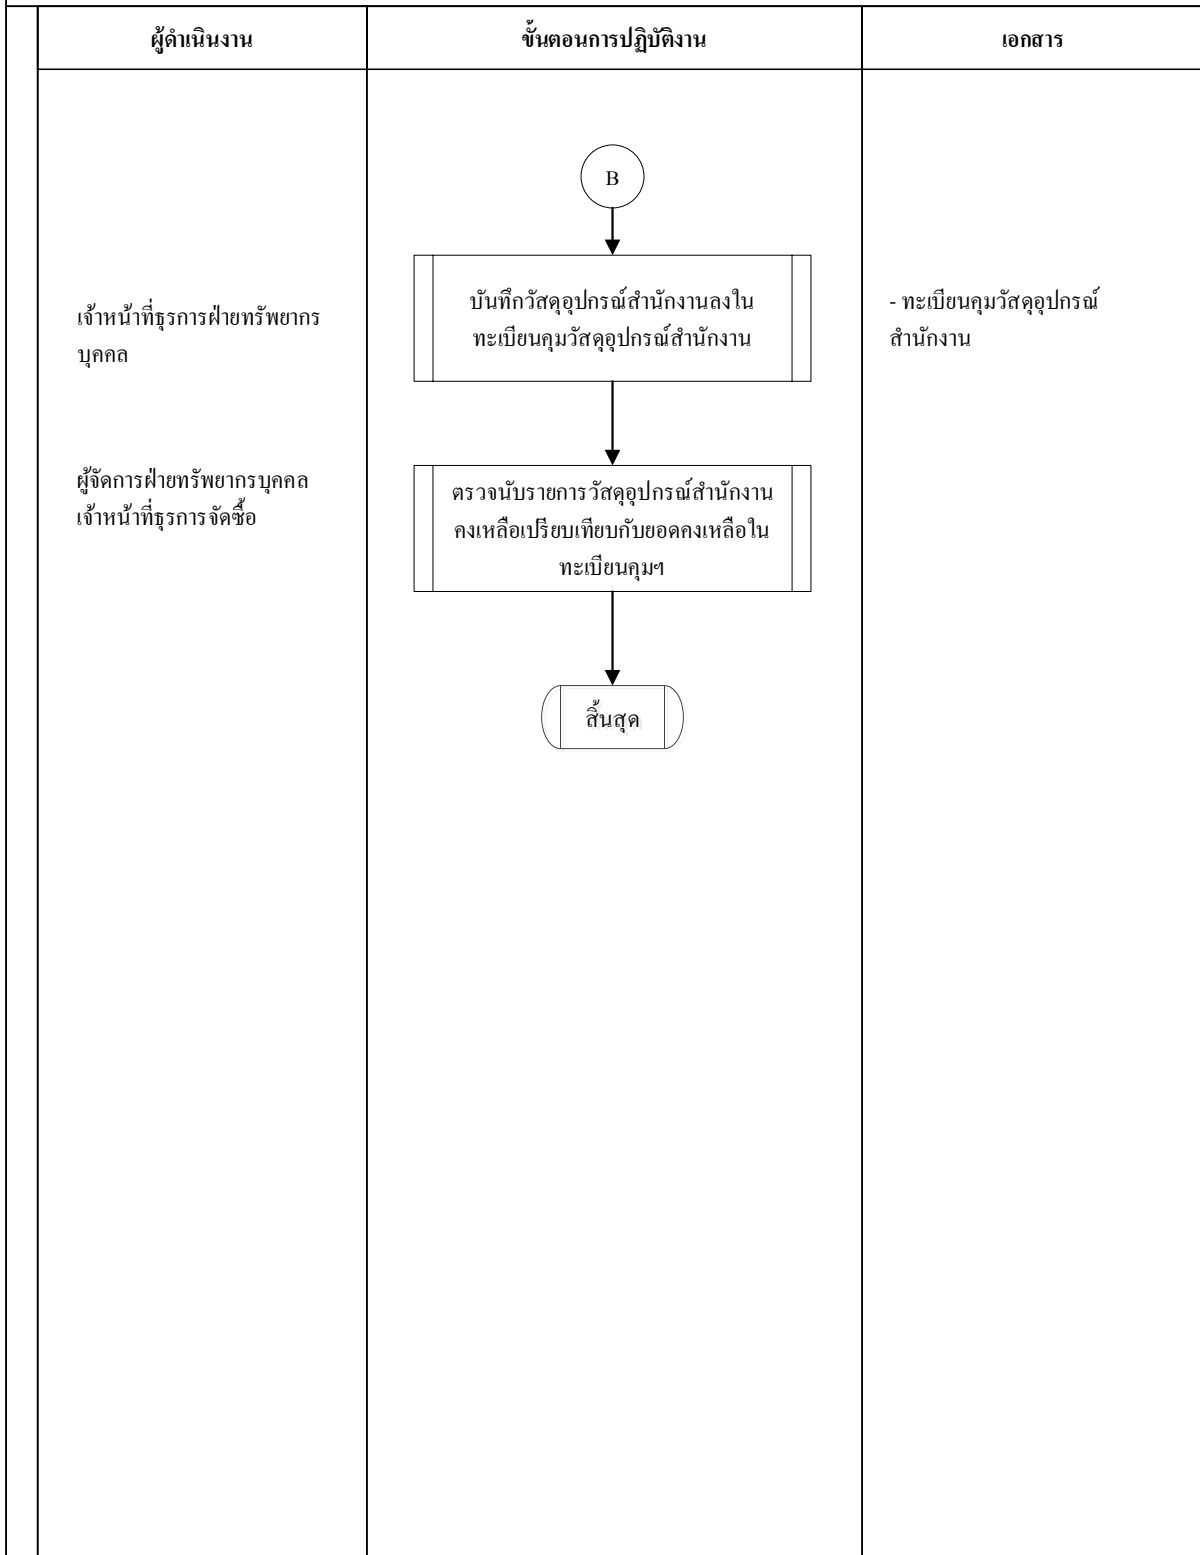 ผู้ดำเนินงาน
ขั้นตอนการปฏิบัติงาน
เอกสาร
B
เจ้าหน้าที่ธุรการฝ่ายทรัพยากร
บุคคล
บันทึกวัสดุอุปกรณ์สำนักงานลงใน
ทะเบียนคุมวัสดุอุปกรณ์สำนักงาน
- ทะเบียนคุมวัสดุอุปกรณ์
สำนักงาน
ผู้จัดการฝ่ายทรัพยากรบุคคล
เจ้าหน้าที่ธุรการจัดซื้อ
ตรวจนับรายการวัสดุอุปกรณ์สำนักงาน
คงเหลือเปรียบเทียบกับยอดคงเหลือใน
ทะเบียนคุมฯ
สิ้นสุด